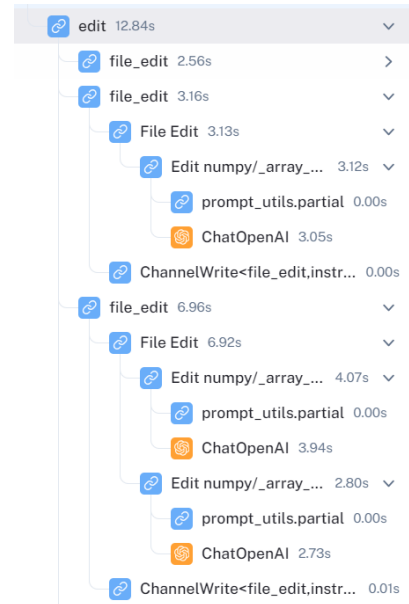 edit 12.84s
file_edit 2.56s
file_edit 3.16s
File Edit 3.13s
Edit numpy/_array_... 3.12s
prompt_utils.partial 0.00s
ChatOpenAI 3.05s
ChannelWrite<file_edit,instr... 0.00s
file_edit 6.96s
File Edit 6.92s
Edit numpy/_array_... 4.07s
prompt_utils.partial 0.00s
ChatOpenAI 3.94s
Edit numpy/_array_... 2.80s
prompt_utils.partial 0.00s
ChatOpenAI 2.73s
ChannelWrite<file_edit,instr... 0.01s